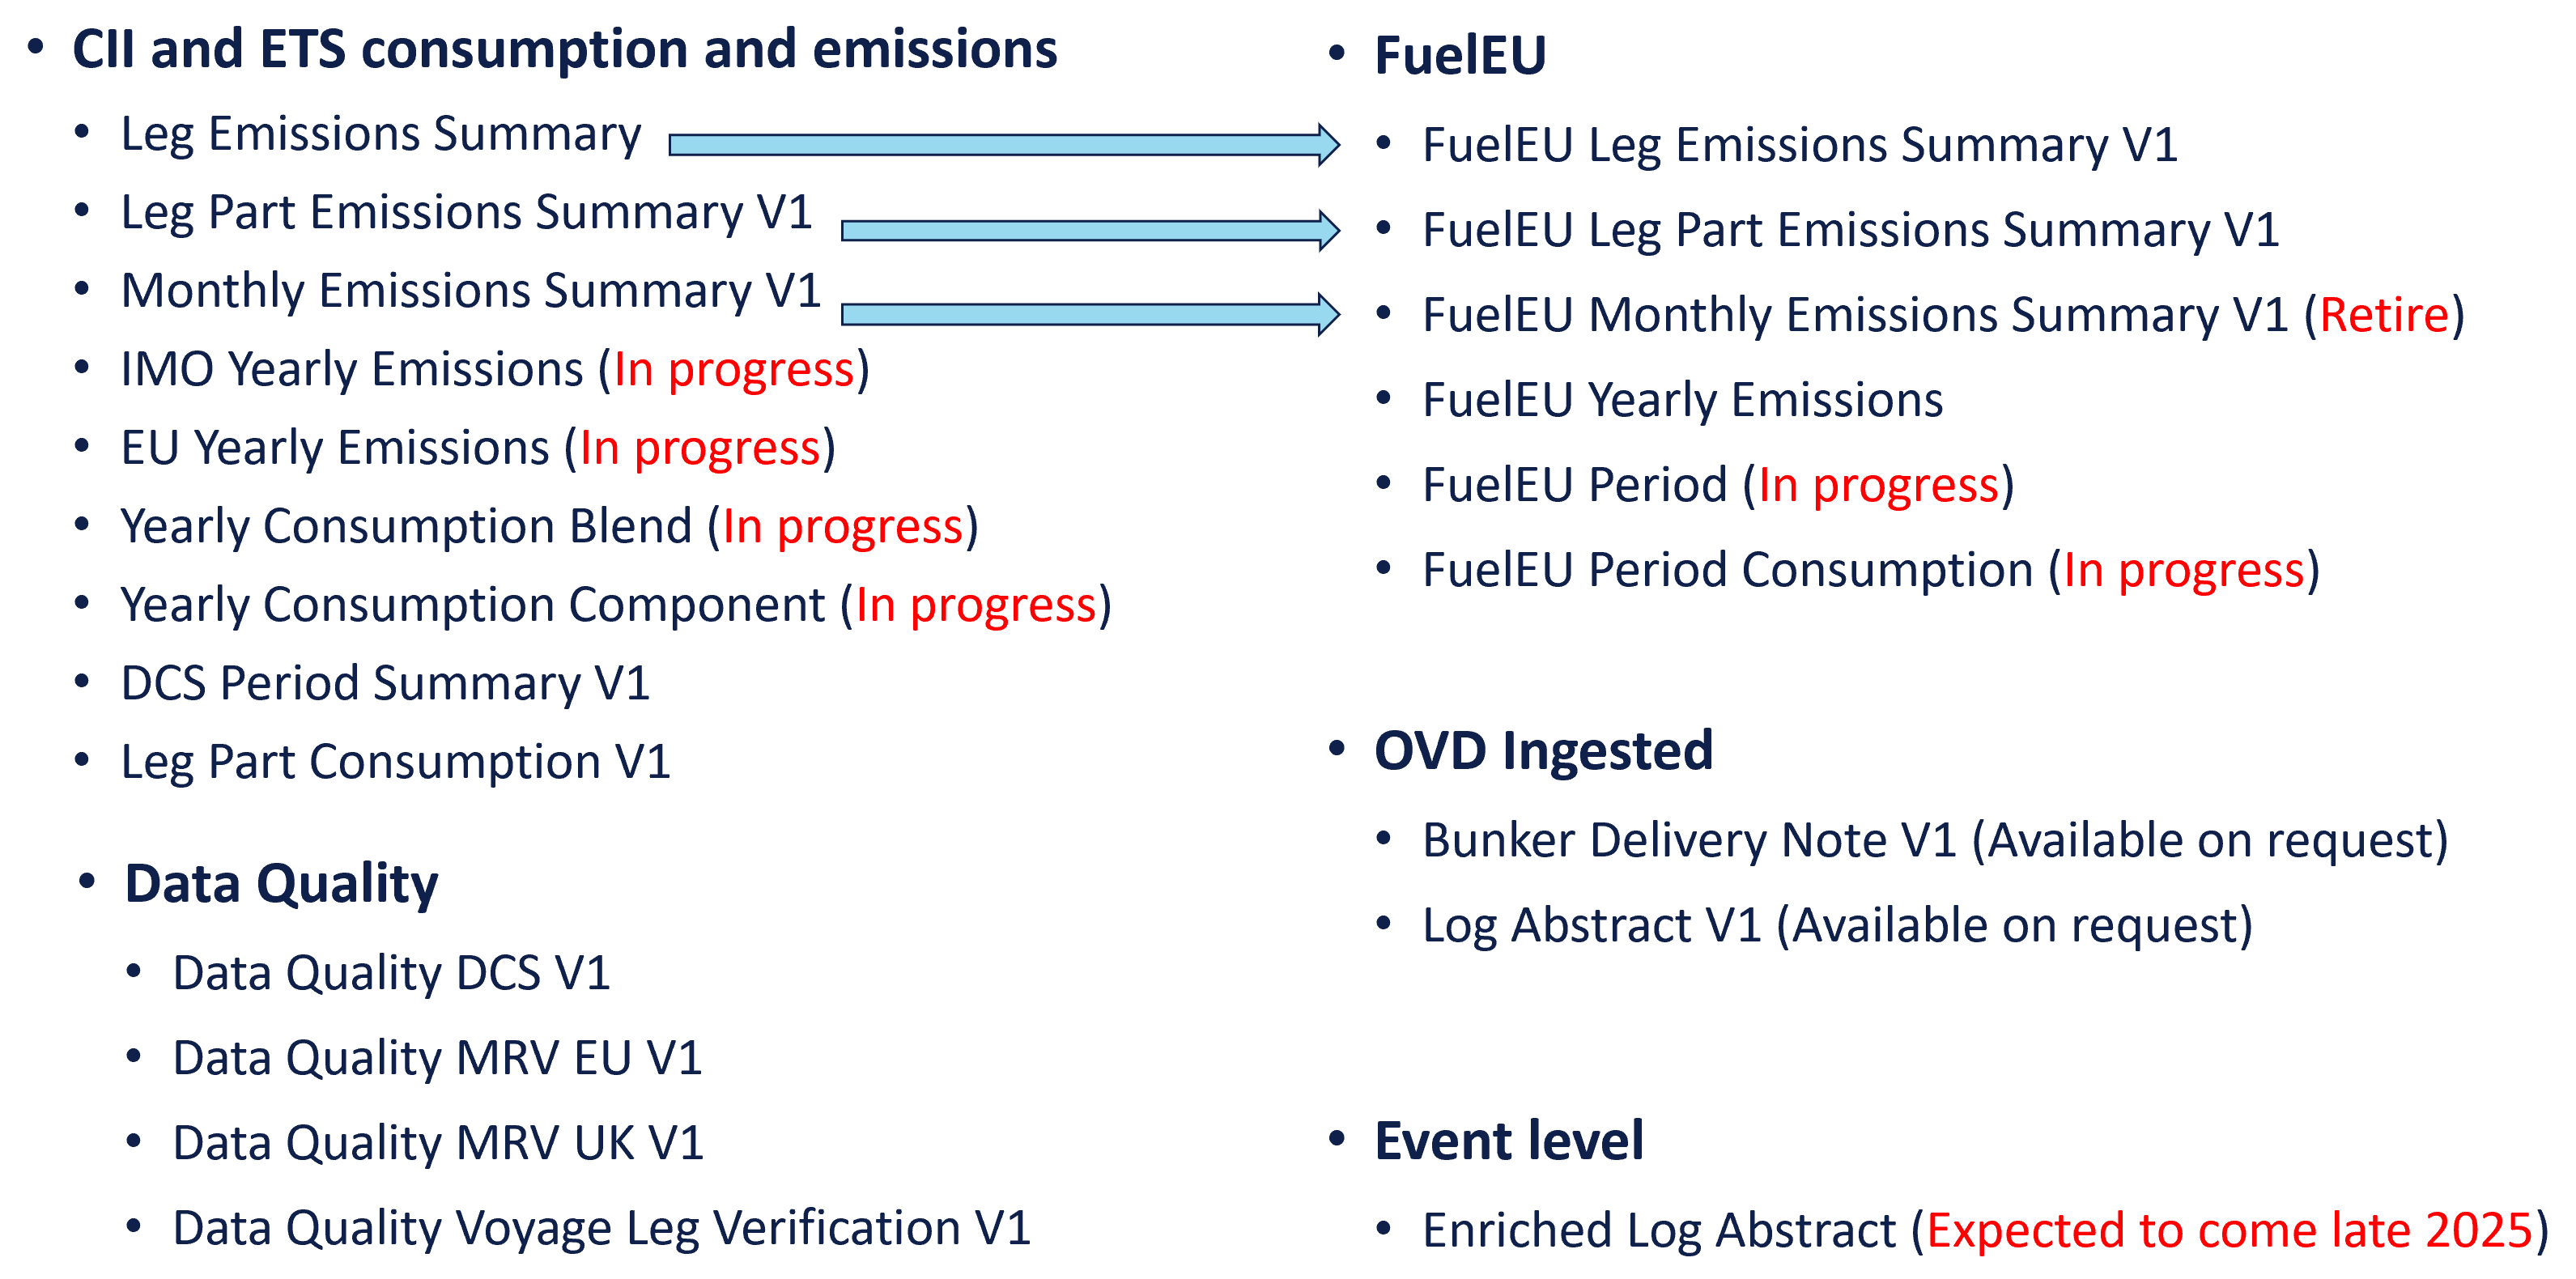 • CII and ETS consumption and emissions
• Leg Emissions Summary
• Leg Part Emissions Summary V1
• Monthly Emissions Summary V1
• IMO Yearly Emissions (In progress)
• EU Yearly Emissions (In progress)
• Yearly Consumption Blend (In progress)
• Yearly Consumption Component (In progress)
• DCS Period Summary V1
• Leg Part Consumption V1
• Data Quality
• Data Quality DCS V1
• Data Quality MRV EU V1
• Data Quality MRV UK V1
• Data Quality Voyage Leg Verification V1
• FuelEU
• FuelEU Leg Emissions Summary V1
• FuelEU Leg Part Emissions Summary V1
• FuelEU Monthly Emissions Summary V1 (Retire)
• FuelEU Yearly Emissions
• FuelEU Period (In progress)
• FuelEU Period Consumption (In progress)
• OVD Ingested
• Bunker Delivery Note V1 (Available on request)
• Log Abstract V1 (Available on request)
• Event level
• Enriched Log Abstract (Expected to come late 2025)